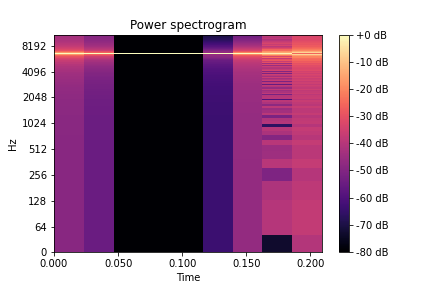 Power spectrogram
Hz
8192
4096
2048
1024
512
256
128
64
0
0.000
0.050
0.100
0.150
0.200
Time
+0 dB
-10 dB
-20 dB
-30 dB
-40 dB
-50 dB
-60 dB
-70 dB
-80 dB